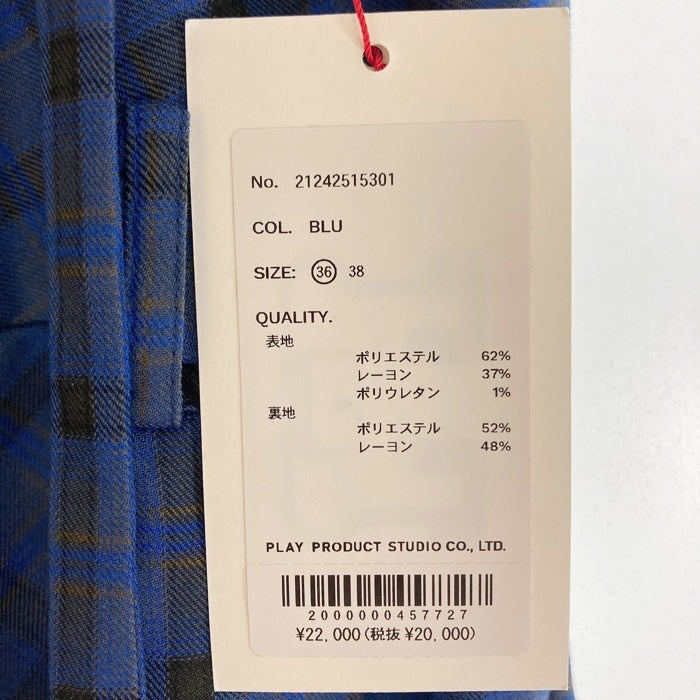 No. 21242515301
COL. BLU
SIZE: 36 38
QUALITY.
表地
ポリエステル 62%
レーヨン 37%
ポリウレタン 1%
裏地
ポリエステル 52%
レーヨン 48%
PLAY PRODUCT STUDIO CO., LTD.
2000000457727
¥22,000(税抜 ¥20,000)